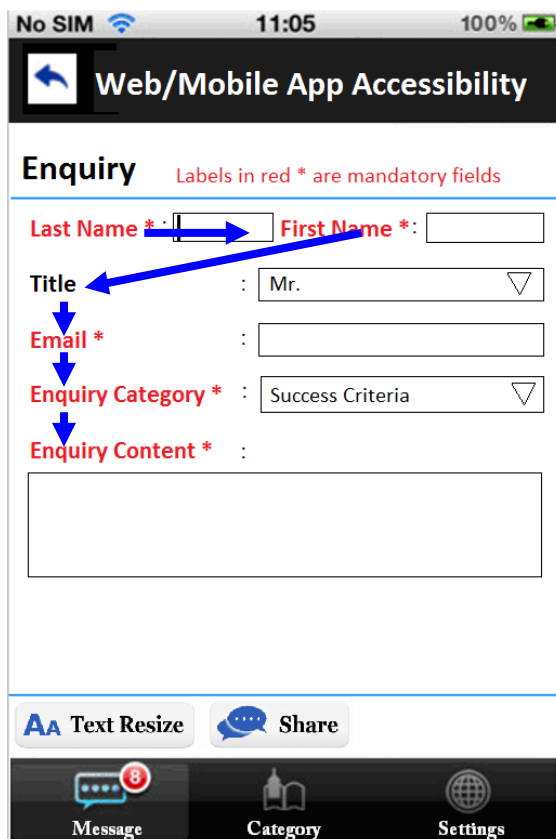 No SIM 11:05 100%
Web/Mobile App Accessibility
Enquiry Labels in red * are mandatory fields
Last Name * : First Name *:
Title : Mr.
Email * :
Enquiry Category * : Success Criteria
Enquiry Content * :
AA Text Resize Share
8
Message Category Settings